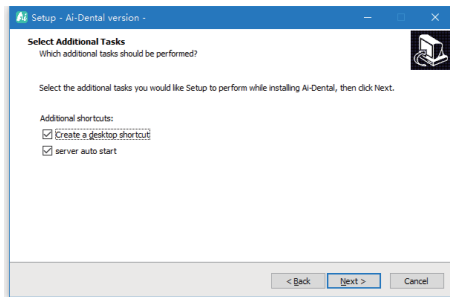 Setup - Ai-Dental version -
Select Additional Tasks
Which additional tasks should be performed?
Select the additional tasks you would like Setup to perform while installing Ai-Dental, then click Next.
Additional shortcuts:
Create a desktop shortcut
server auto start
< Back
Next >
Cancel